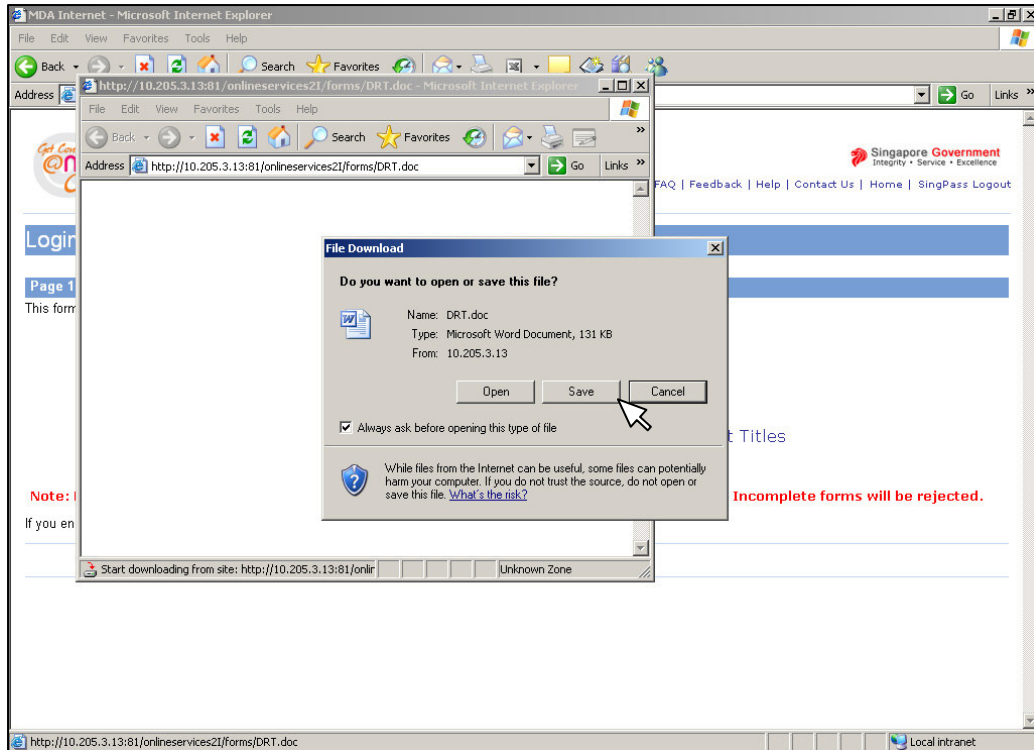 MDA Internet - Microsoft Internet Explorer
File Edit View Favorites Tools Help
Back Search Favorites
Address Go Links »
http://10.205.3.13:81/onlineservices2I/forms/DRT.doc - Microsoft Internet Explorer
File Edit View Favorites Tools Help
Back Search Favorites »
Address http://10.205.3.13:81/onlineservices2I/forms/DRT.doc Go Links »
Get Con
@n
Singapore Government
Integrity • Service • Excellence
FAQ | Feedback | Help | Contact Us | Home | SingPass Logout
Login
Page 1
This form
File Download
Do you want to open or save this file?
Name: DRT.doc
Type: Microsoft Word Document, 131 KB
From: 10.205.3.13
Open Save Cancel
Always ask before opening this type of file
While files from the Internet can be useful, some files can potentially
harm your computer. If you do not trust the source, do not open or
save this file. What's the risk?
t Titles
Note: Incomplete forms will be rejected.
If you en
Start downloading from site: http://10.205.3.13:81/onlir Unknown Zone
http://10.205.3.13:81/onlineservices2I/forms/DRT.doc Local intranet